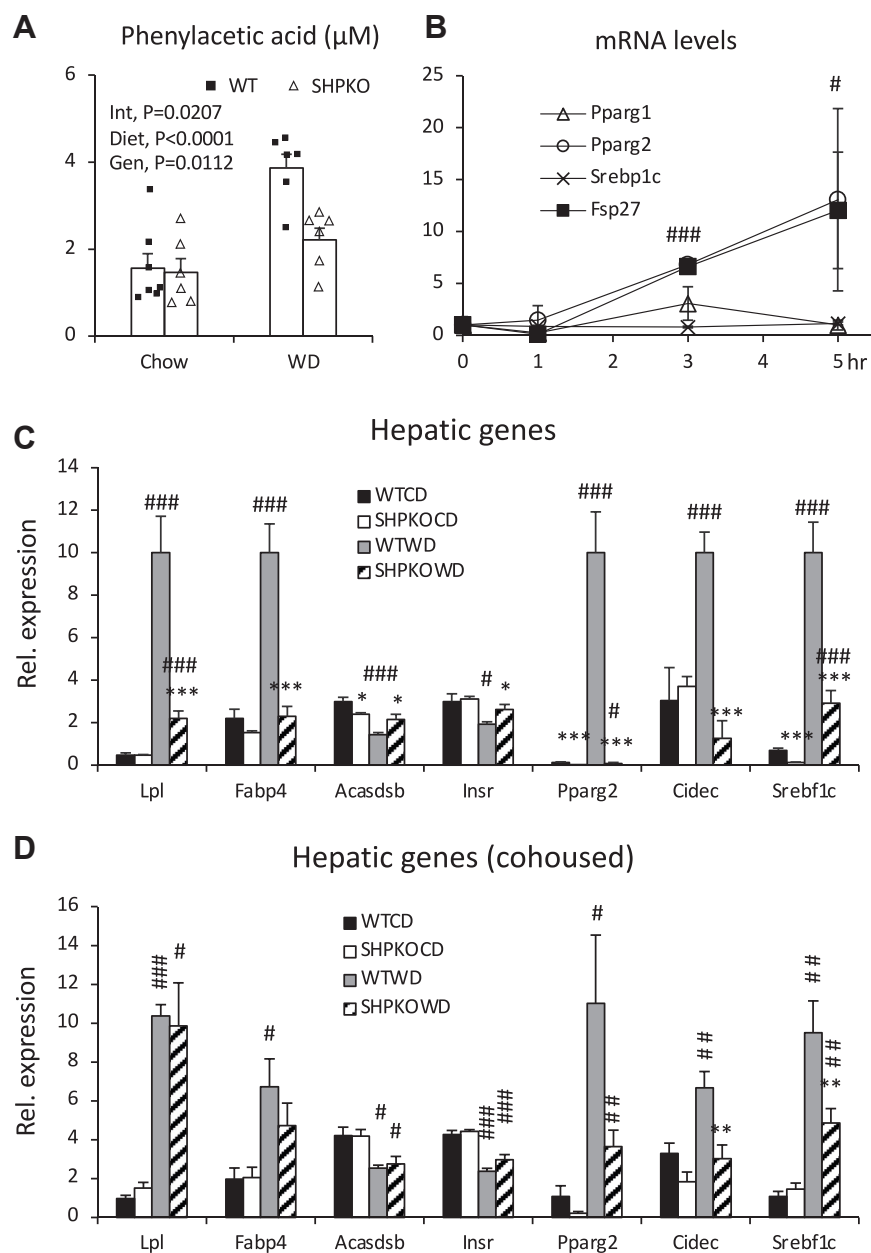 A
Phenylacetic acid (µM)
WT
SHPKO
Int, P=0.0207
Diet, P<0.0001
Gen, P=0.0112
6
4
2
0
Chow
WD
B
mRNA levels
25
20
15
10
5
0
Pparg1
Pparg2
Srebp1c
Fsp27
###
#
0
1
2
3
4
5 hr
C
Hepatic genes
Rel. expression
14
12
10
8
6
4
2
0
WTCD
SHPKOCD
WTWD
SHPKOWD
###
###
***
###
***
###
*
*
#
*
***
###
#
***
###
***
***
###
###
***
Lpl
Fabp4
Acasdsb
Insr
Pparg2
Cidec
Srebf1c
D
Hepatic genes (cohoused)
Rel. expression
16
14
12
10
8
6
4
2
0
WTCD
SHPKOCD
WTWD
SHPKOWD
###
#
#
#
#
###
###
#
##
##
**
##
##
**
Lpl
Fabp4
Acasdsb
Insr
Pparg2
Cidec
Srebf1c